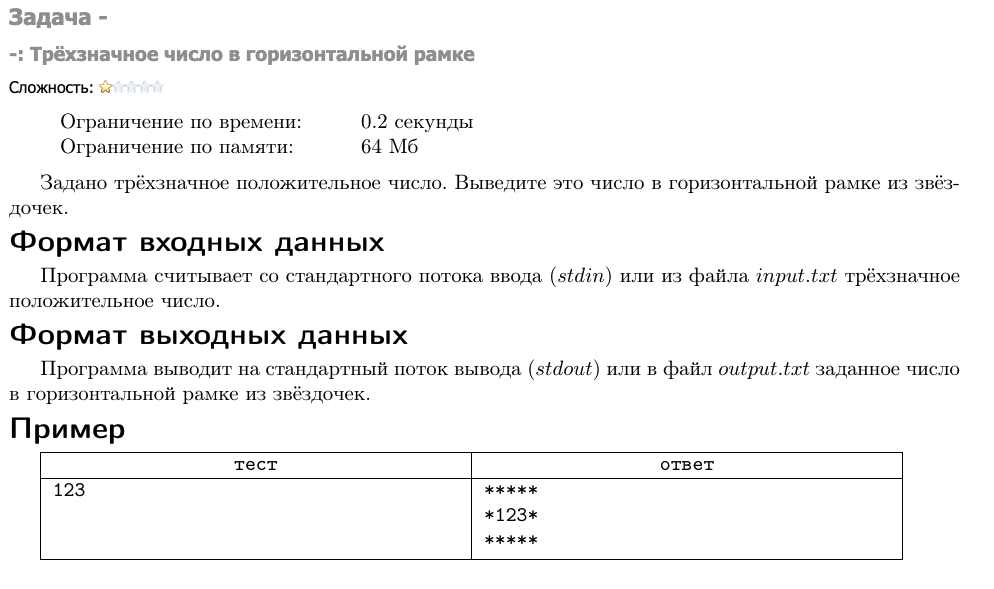 Задача -
-: Трёхзначное число в горизонтальной рамке
Сложность:
Ограничение по времени: 0.2 секунды
Ограничение по памяти: 64 Мб
Задано трёхзначное положительное число. Выведите это число в горизонтальной рамке из звёз-
дочек.
Формат входных данных
Программа считывает со стандартного потока ввода (stdin) или из файла input.txt трёхзначное
положительное число.
Формат выходных данных
Программа выводит на стандартный поток вывода (stdout) или в файл output.txt заданное число
в горизонтальной рамке из звёздочек.
Пример
тест ответ
123 *****
*123*
*****